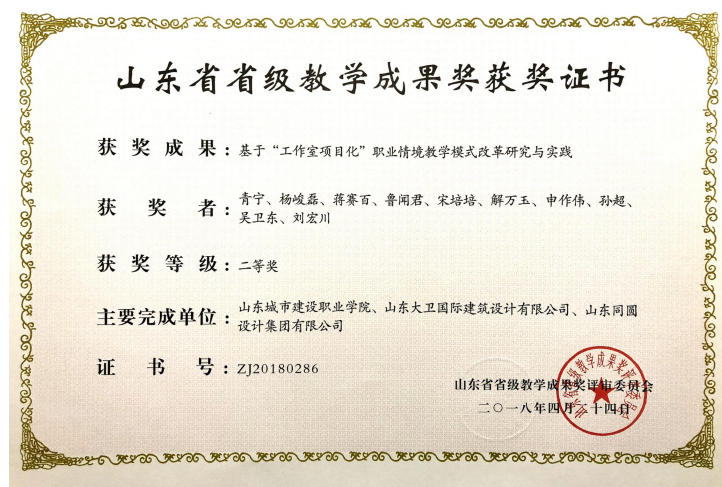 山东省省级教学成果奖获奖证书
获奖成果：基于“工作室项目化”职业情境教学模式改革研究与实践
获奖者：青宁、杨峻磊、蒋赛百、鲁闻君、宋培培、解万玉、申作伟、孙超、
吴卫东、刘宏川
获奖等级：二等奖
主要完成单位：山东城市建设职业学院、山东大卫国际建筑设计有限公司、山东同圆
设计集团有限公司
证书号：ZJ20180286
山东省省级教学成果奖评审委员会
二〇一八年四月二十四日